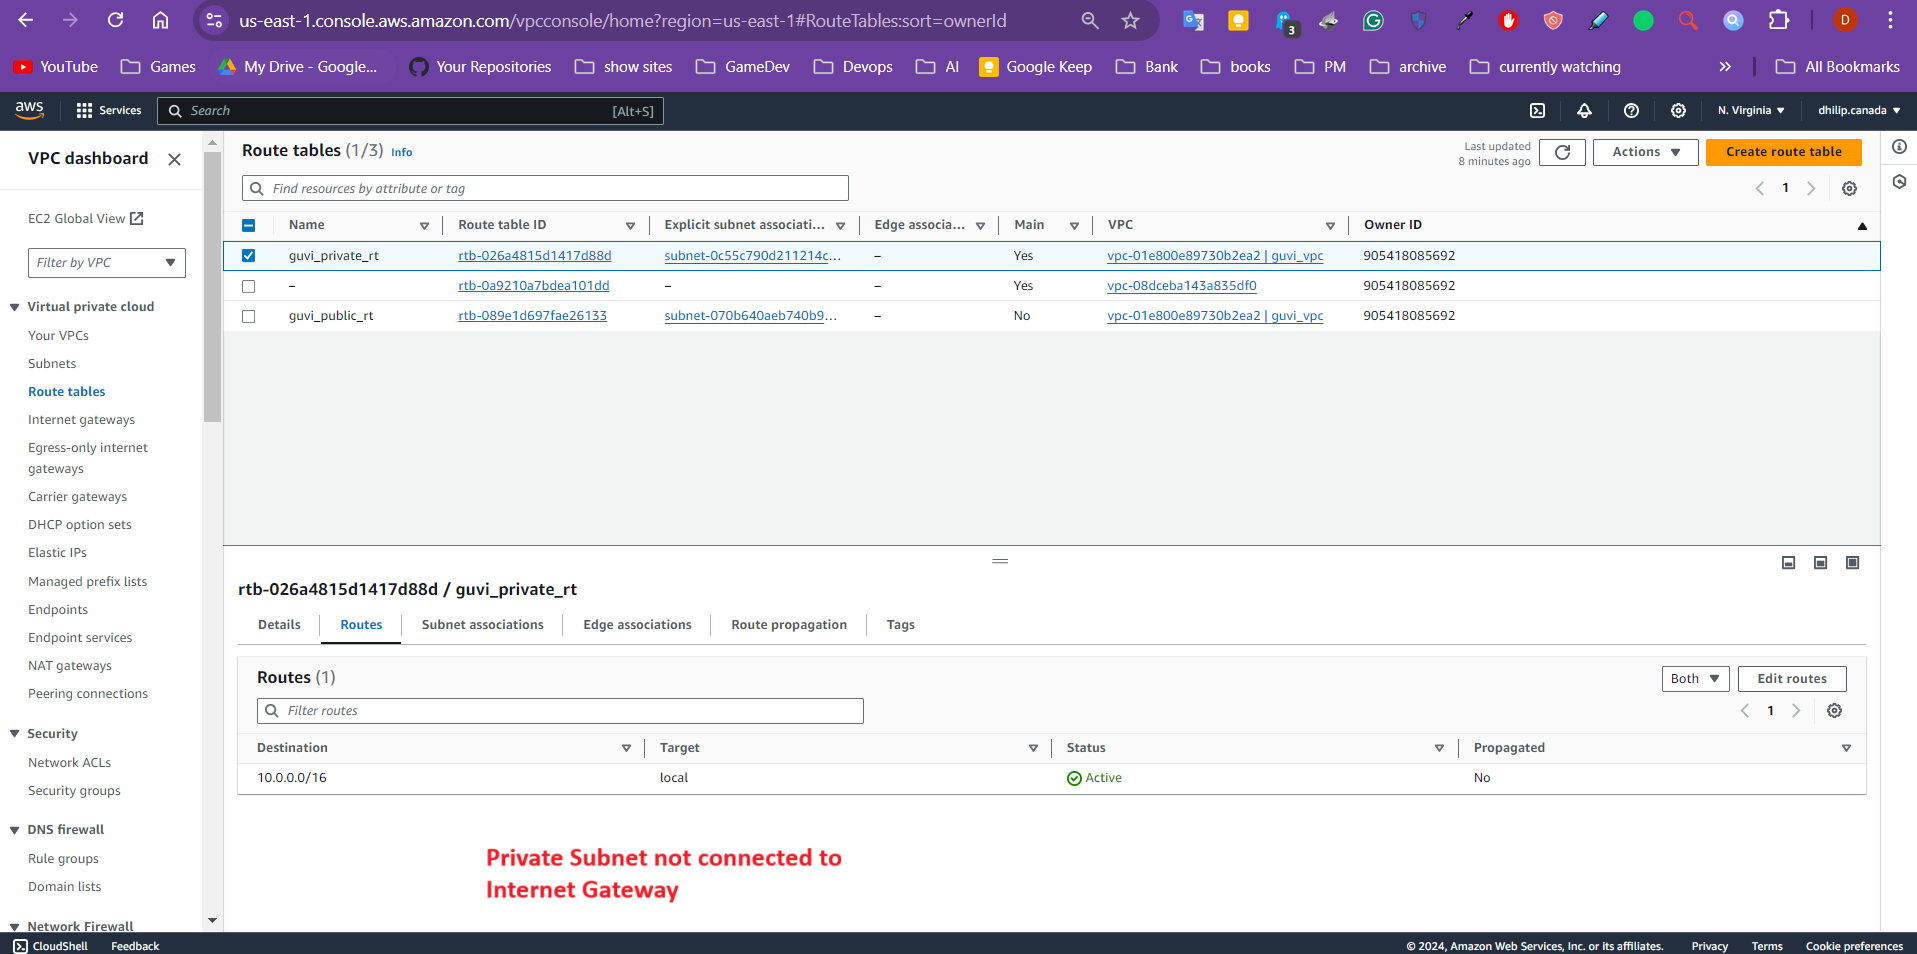 us-east-1.console.aws.amazon.com/vpcconsole/home?region=us-east-1#RouteTables:sort=ownerId
3
D
YouTube
Games
My Drive - Google...
Your Repositories
show sites
GameDev
Devops
AI
Google Keep
Bank
books
PM
archive
currently watching
»
All Bookmarks
aws
Services
Search
[Alt+S]
N. Virginia
dhilip.canada
VPC dashboard
EC2 Global View
Filter by VPC
Virtual private cloud
Your VPCs
Subnets
Route tables
Internet gateways
Egress-only internet
gateways
Carrier gateways
DHCP option sets
Elastic IPs
Managed prefix lists
Endpoints
Endpoint services
NAT gateways
Peering connections
Security
Network ACLs
Security groups
DNS firewall
Rule groups
Domain lists
Network Firewall
Route tables (1/3) Info
Last updated
8 minutes ago
Actions
Create route table
Find resources by attribute or tag
1
Name Route table ID Explicit subnet associati... Edge associa... Main VPC Owner ID
guvi_private_rt rtb-026a4815d1417d88d subnet-0c55c790d211214c... – Yes vpc-01e800e89730b2ea2 | guvi_vpc 905418085692
– rtb-0a9210a7bdea101dd – – Yes vpc-08dceba143a835df0 905418085692
guvi_public_rt rtb-089e1d697fae26133 subnet-070b640aeb740b9... – No vpc-01e800e89730b2ea2 | guvi_vpc 905418085692
rtb-026a4815d1417d88d / guvi_private_rt
Details Routes Subnet associations Edge associations Route propagation Tags
Routes (1)
Both
Edit routes
Filter routes
1
Destination Target Status Propagated
10.0.0.0/16 local Active No
Private Subnet not connected to
Internet Gateway
CloudShell Feedback
© 2024, Amazon Web Services, Inc. or its affiliates. Privacy Terms Cookie preferences